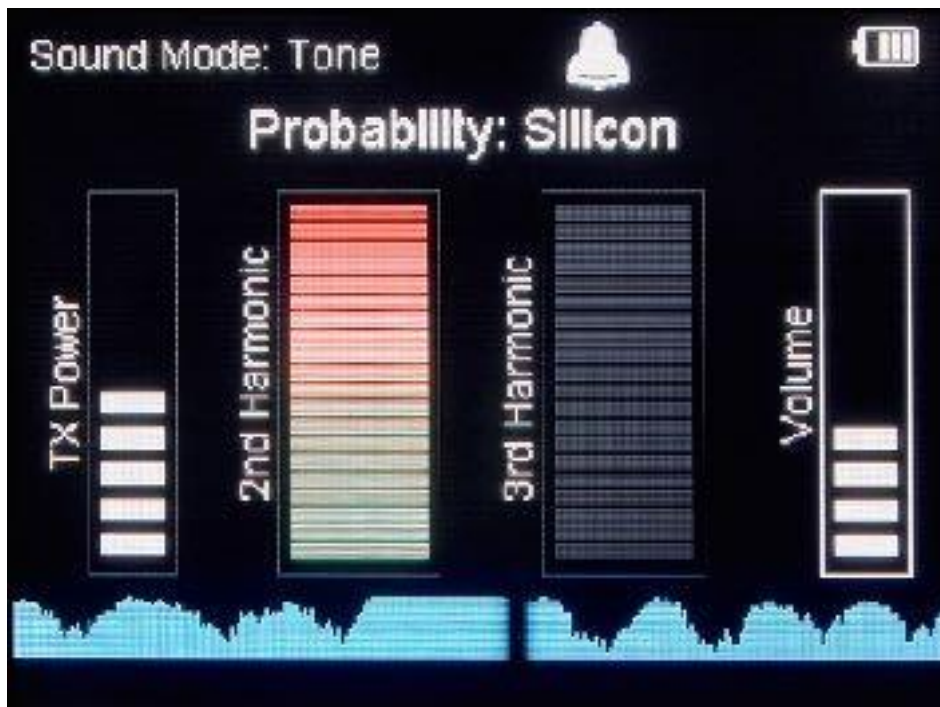 Sound Mode: Tone
Probability: Silicon
TX Power
2nd Harmonic
3rd Harmonic
Volume